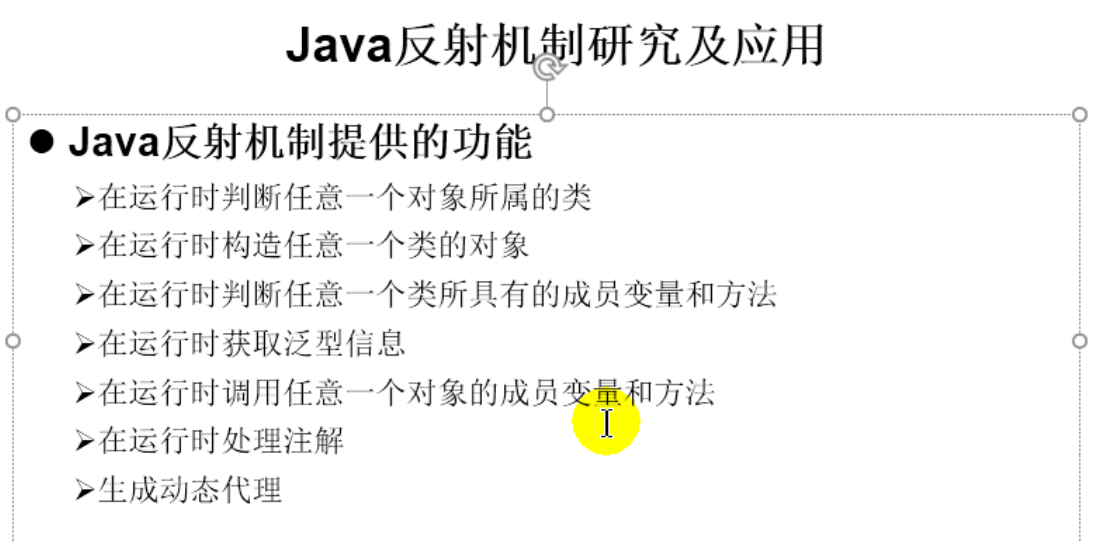 Java反射机制研究及应用
● Java反射机制提供的功能
➢在运行时判断任意一个对象所属的类
➢在运行时构造任意一个类的对象
➢在运行时判断任意一个类所具有的成员变量和方法
➢在运行时获取泛型信息
➢在运行时调用任意一个对象的成员变量和方法
➢在运行时处理注解
➢生成动态代理